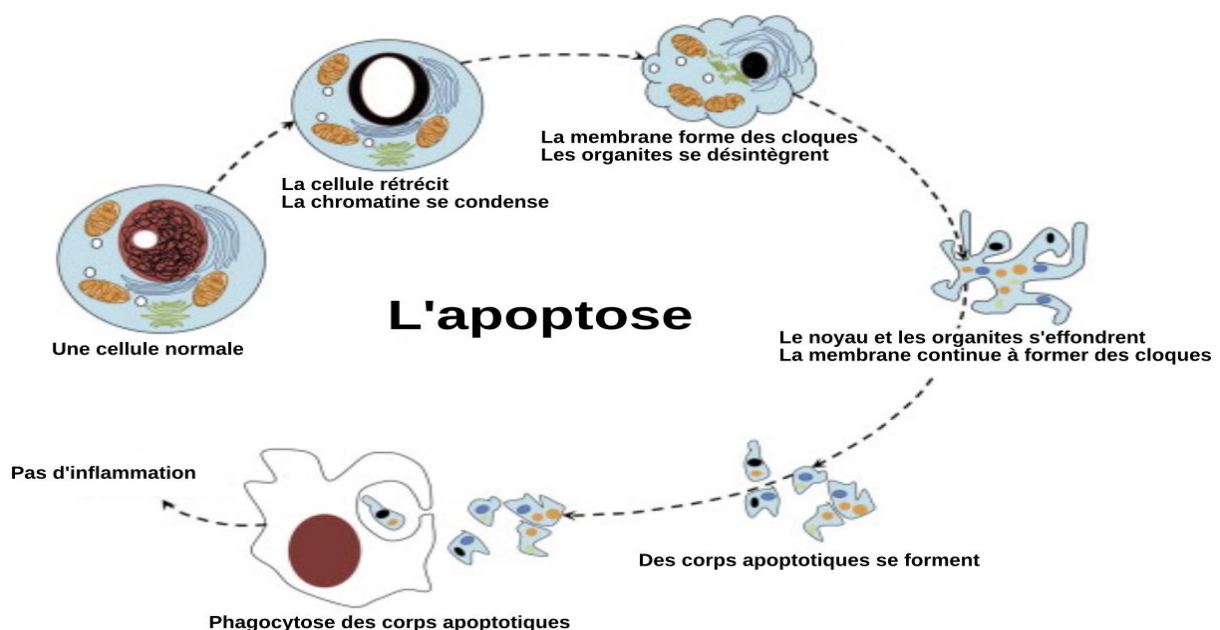 La membrane forme des cloques
Les organites se désintègrent
La cellule rétrécit
La chromatine se condense
L'apoptose
Une cellule normale
Le noyau et les organites s'effondrent
La membrane continue à former des cloques
Pas d'inflammation
Des corps apoptotiques se forment
Phagocytose des corps apoptotiques